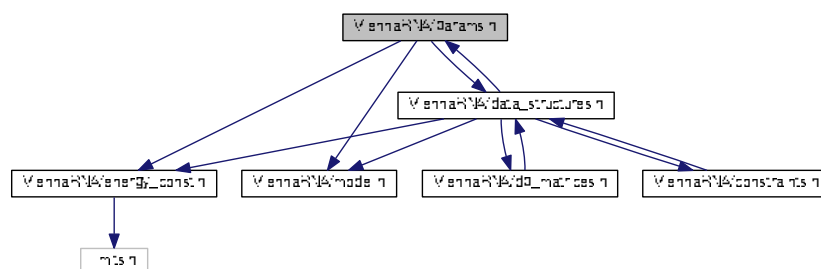 ViennaRNA/params.h
ViennaRNA/data_structures.h
ViennaRNA/energy_const.h
ViennaRNA/model.h
ViennaRNA/dp_matrices.h
ViennaRNA/constraints.h
limits.h